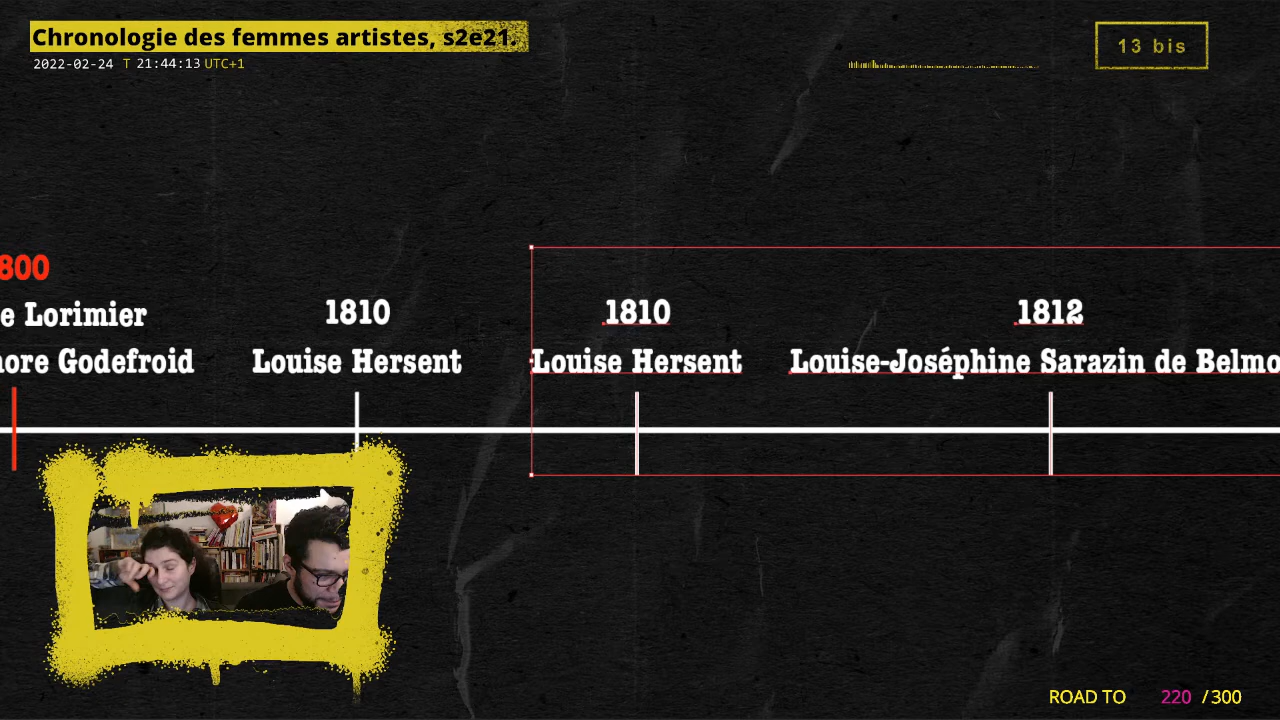 Chronologie des femmes artistes, s2e21.
2022-02-24 T 21:44:13 UTC+1
13 bis
800
e Lorimier
ore Godefroid
1810
Louise Hersent
1810
Louise Hersent
1812
Louise-Joséphine Sarazin de Belmo
ROAD TO 220 / 300